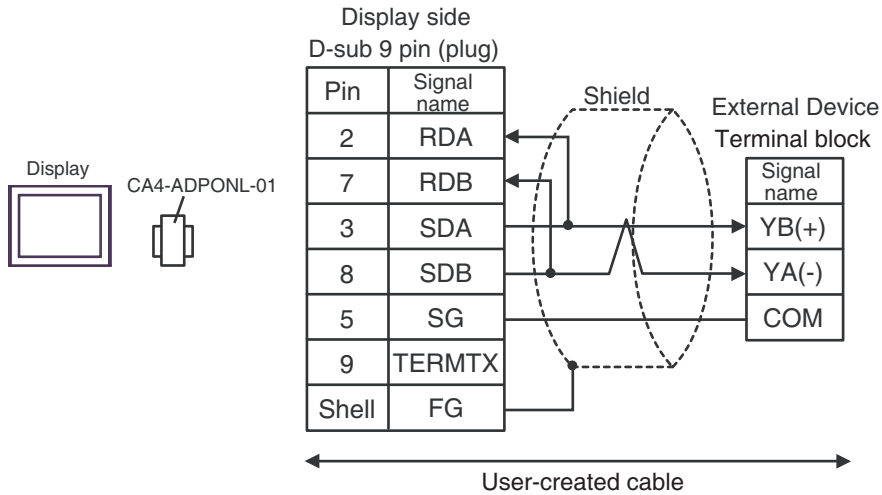 Display side
D-sub 9 pin (plug)
Pin
Signal
name
2
RDA
7
RDB
3
SDA
8
SDB
5
SG
9
TERMTX
Shell
FG
Shield
External Device
Terminal block
Signal
name
YB(+)
YA(-)
COM
Display
CA4-ADPONL-01
User-created cable